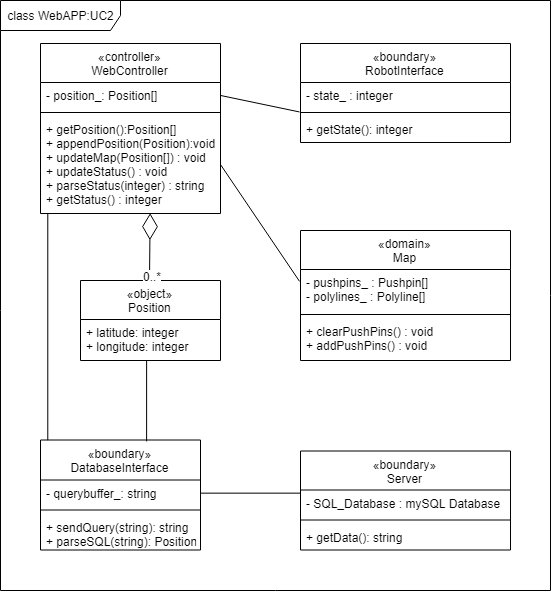 class WebAPP:UC2
«controller»
WebController
- position_: Position[]
+ getPosition():Position[]
+ appendPosition(Position):void
+ updateMap(Position[]) : void
+ updateStatus() : void
+ parseStatus(integer) : string
+ getStatus() : integer
«boundary»
RobotInterface
- state_ : integer
+ getState(): integer
«domain»
Map
- pushpins_ : Pushpin[]
- polylines_ : Polyline[]
+ clearPushPins() : void
+ addPushPins() : void
0..*
«object»
Position
+ latitude: integer
+ longitude: integer
«boundary»
DatabaseInterface
- querybuffer_: string
+ sendQuery(string): string
+ parseSQL(string): Position
«boundary»
Server
- SQL_Database : mySQL Database
+ getData(): string